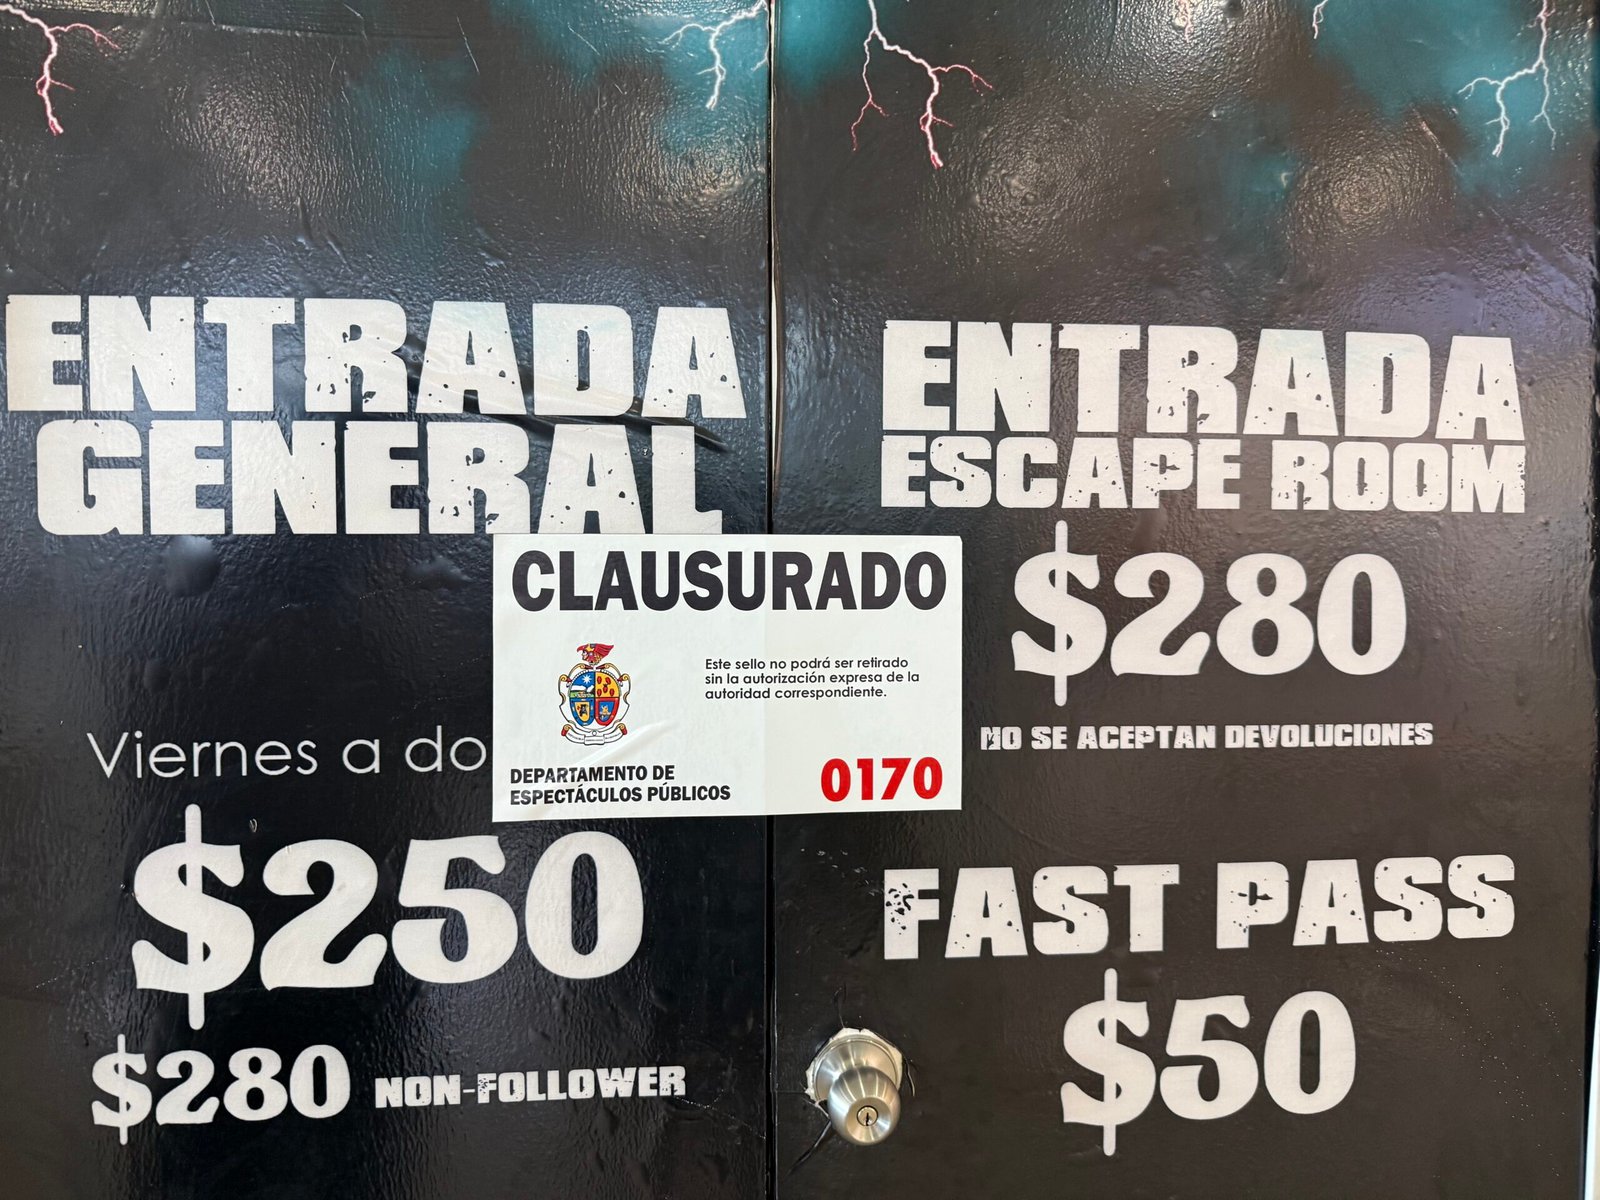 ENTRADA
GENERAL
Viernes a do
$250
$280 NON-FOLLOWER
CLAUSURADO
Este sello no podrá ser retirado
sin la autorización expresa de la
autoridad correspondiente.
DEPARTAMENTO DE
ESPECTÁCULOS PÚBLICOS
0170
ENTRADA
ESCAPE ROOM
$280
NO SE ACEPTAN DEVOLUCIONES
FAST PASS
$50